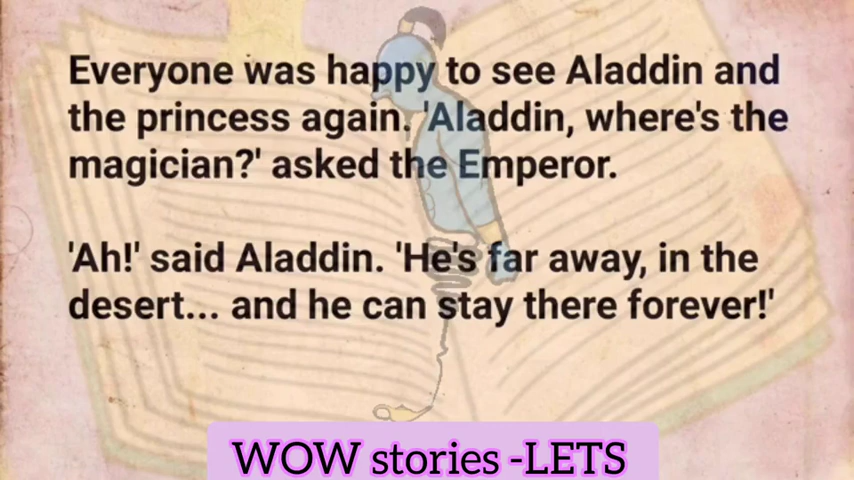 Everyone was happy to see Aladdin and
the princess again. 'Aladdin, where's the
magician?' asked the Emperor.
'Ah!' said Aladdin. 'He's far away, in the
desert... and he can stay there forever!'
WOW stories -LETS